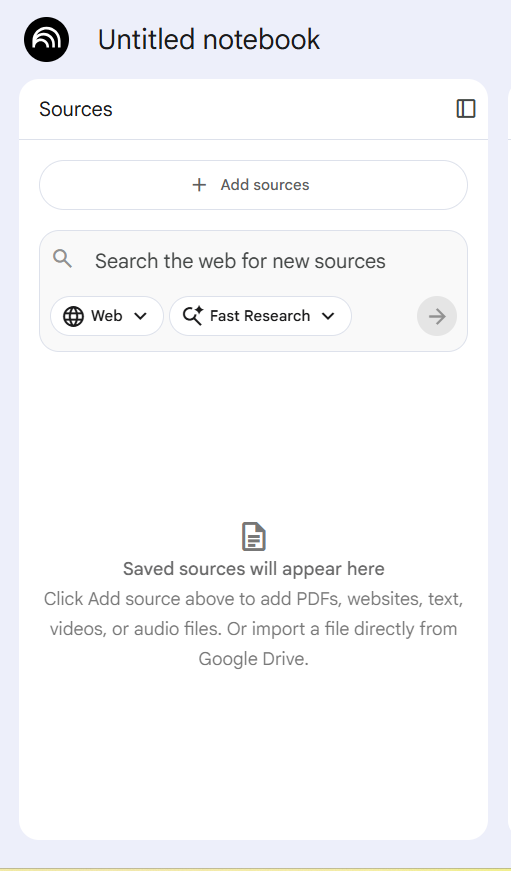 Untitled notebook
Sources
Add sources
Search the web for new sources
Web
Fast Research
Saved sources will appear here
Click Add source above to add PDFs, websites, text,
videos, or audio files. Or import a file directly from
Google Drive.